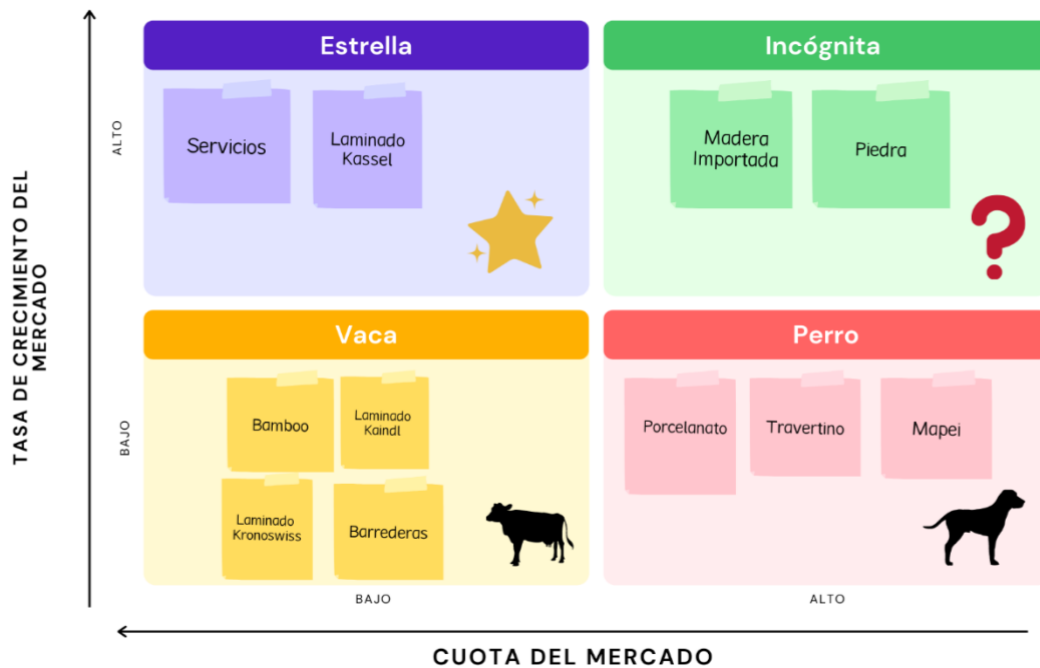 TASA DE CRECIMIENTO DEL
MERCADO
ALTO
Estrella
Servicios
Laminado
Kassel
Incógnita
Madera
Importada
Piedra
BAJO
Vaca
Bamboo
Laminado
Kaindl
Laminado
Kronoswiss
Barrederas
Perro
Porcelanato
Travertino
Mapei
BAJO
ALTO
CUOTA DEL MERCADO